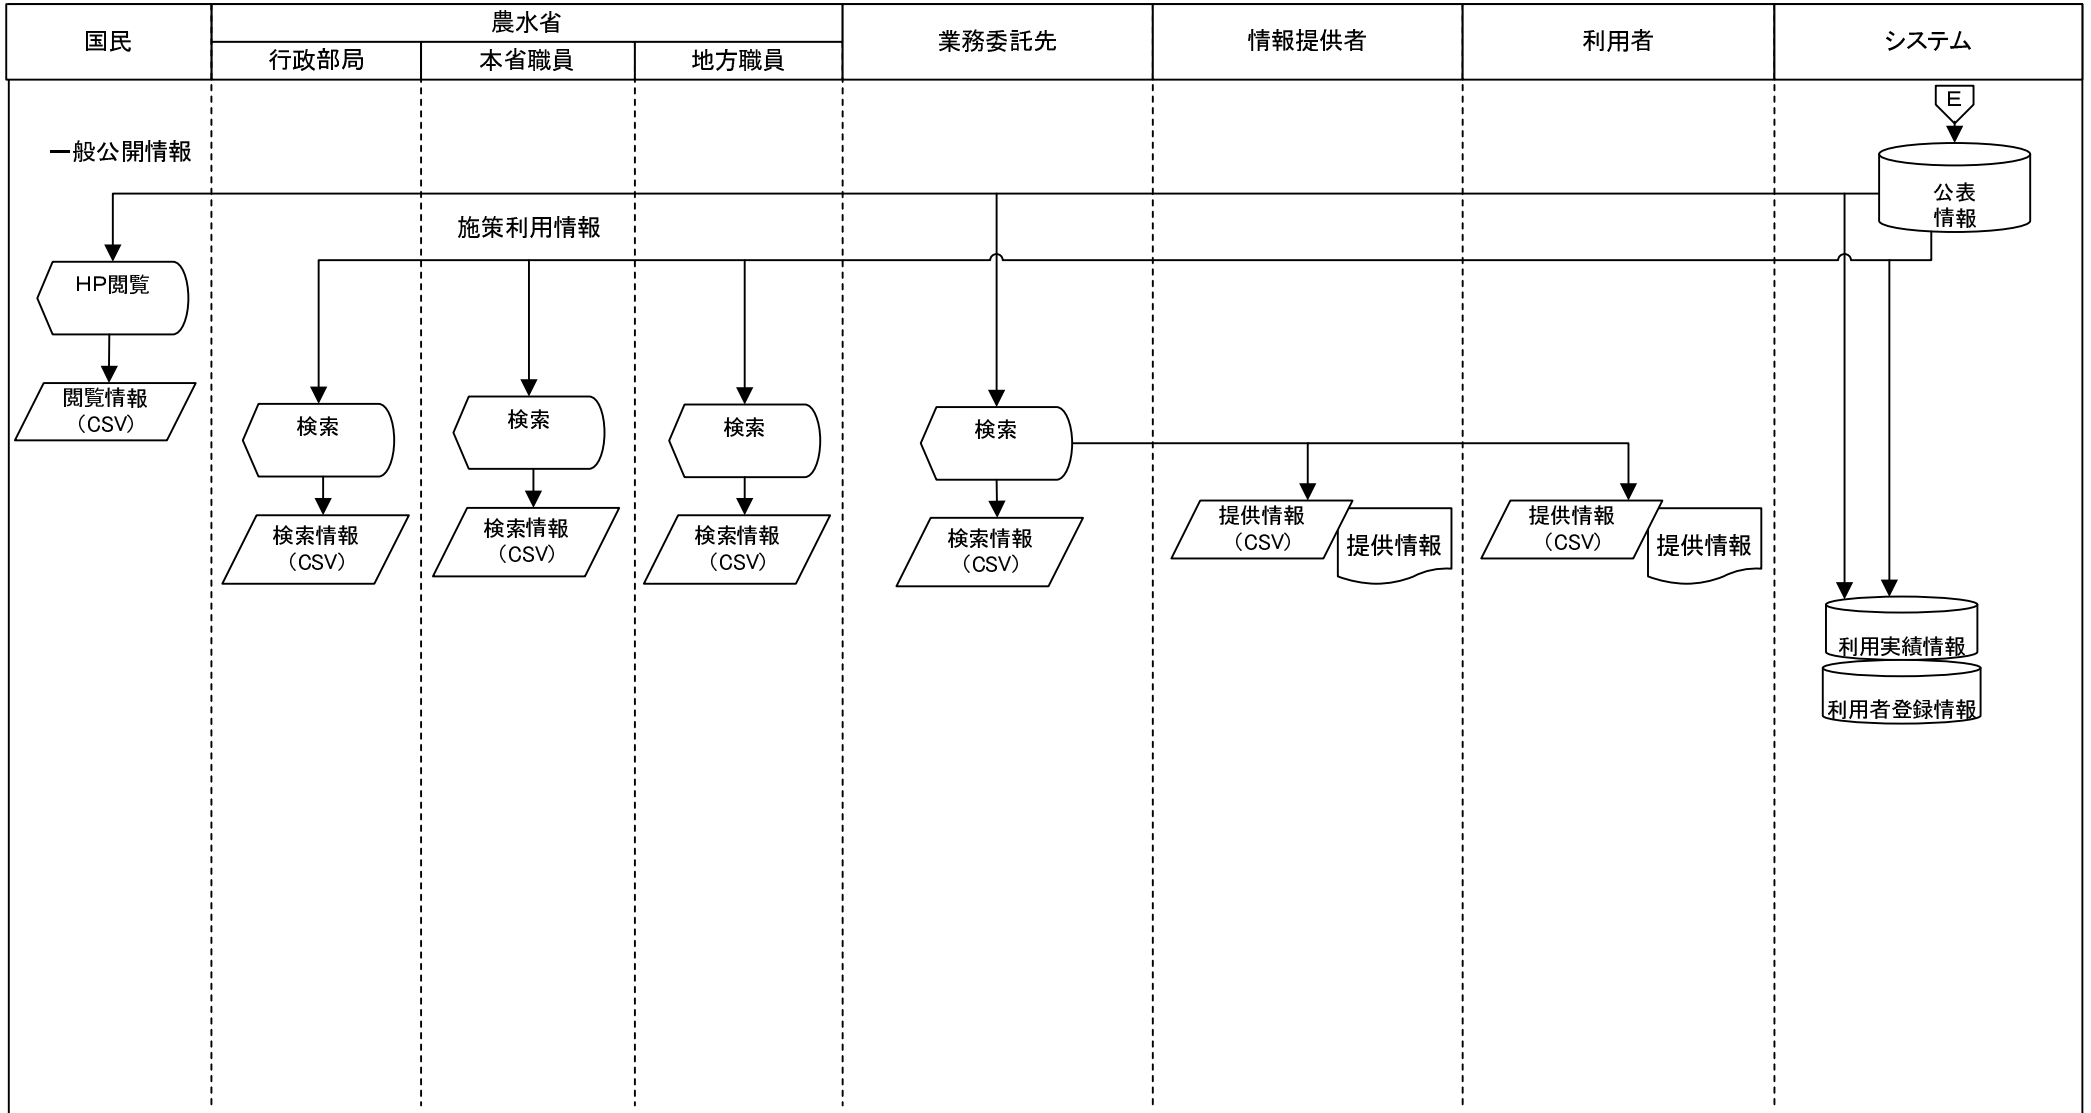 国民
農水省
行政部局
本省職員
地方職員
業務委託先
情報提供者
利用者
システム
E
一般公開情報
公表
情報
施策利用情報
HP閲覧
閲覧情報
（CSV）
検索
検索
検索
検索
検索情報
（CSV）
検索情報
（CSV）
検索情報
（CSV）
検索情報
（CSV）
提供情報
（CSV）
提供情報
提供情報
（CSV）
提供情報
利用実績情報
利用者登録情報